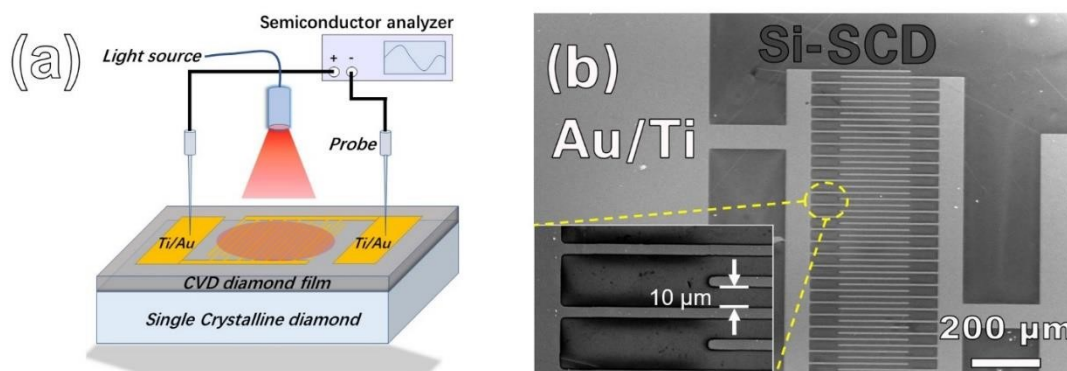 (a)
Semiconductor analyzer
Light source
+ -
Probe
Ti/Au
Ti/Au
CVD diamond film
Single Crystalline diamond
(b)
Si-SCD
Au/Ti
10 μm
200 μm